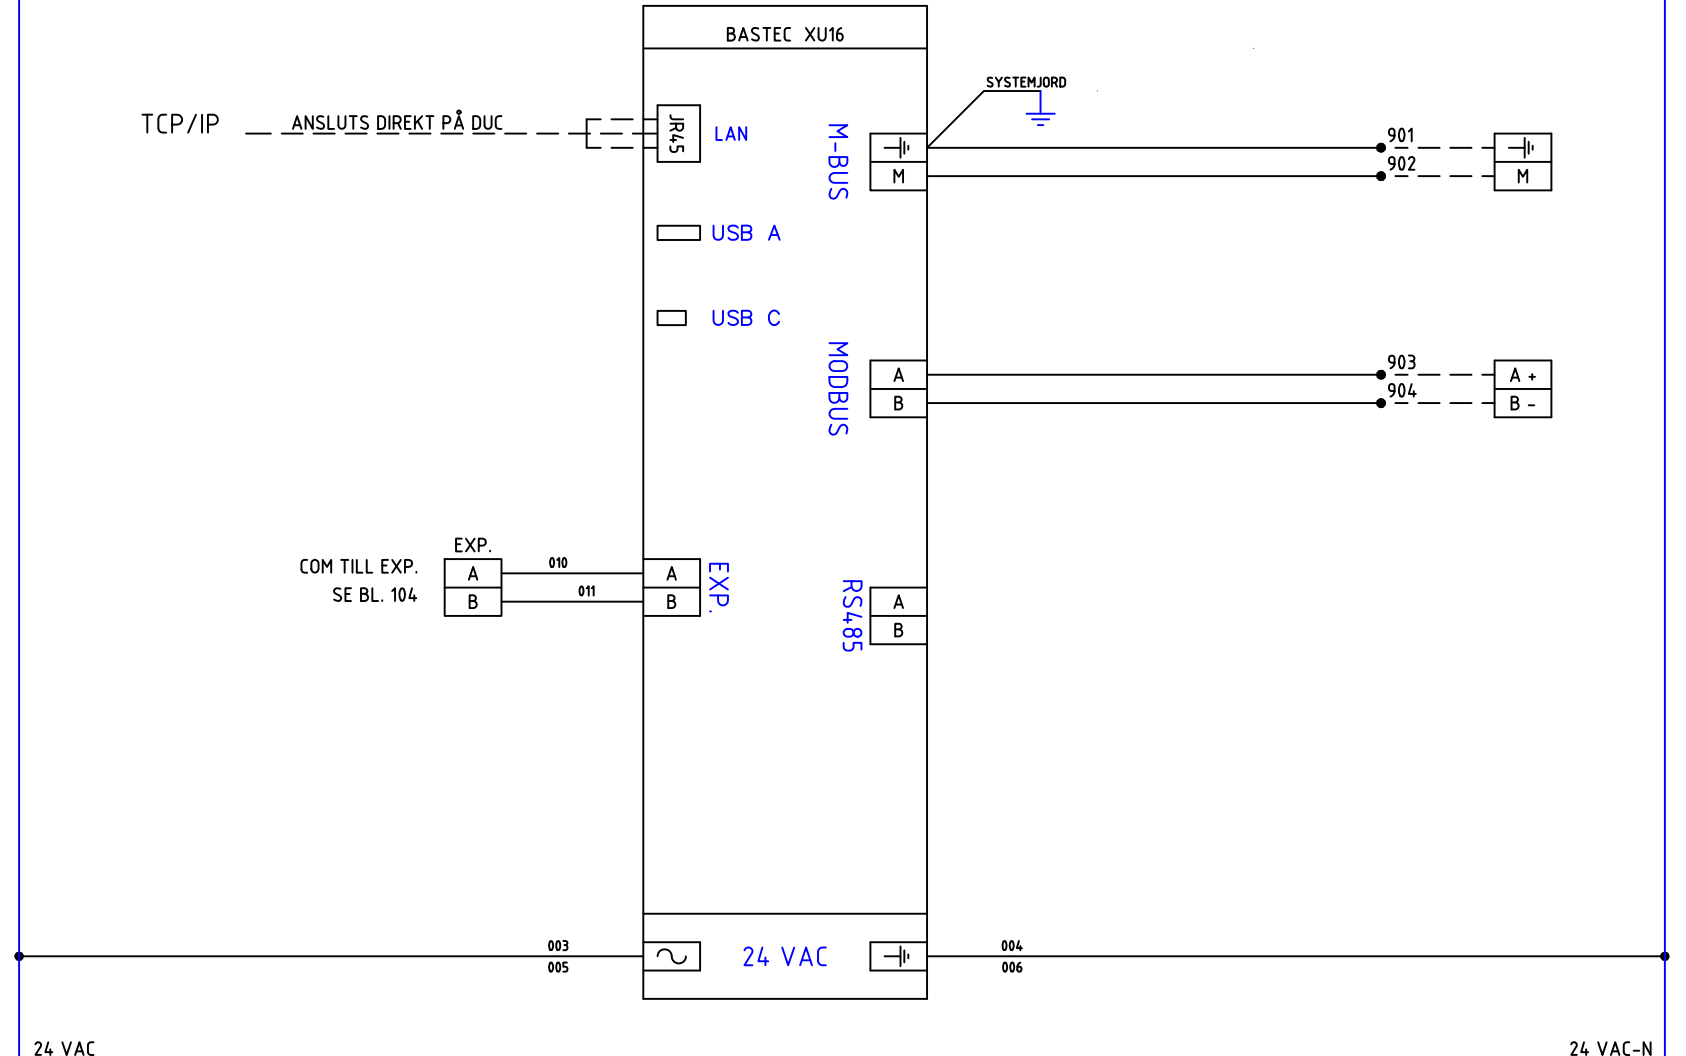 BASTEC XU16
SYSTEMJORD
TCP/IP
ANSLUTS DIREKT PÅ DUC
JR45
LAN
M-BUS
M
901
902
M
USB A
USB C
MODBUS
A
B
903
904
A +
B -
EXP.
COM TILL EXP.
SE BL. 104
A
B
010
011
A
B
EXP.
RS485
A
B
003
005
24 VAC
004
006
24 VAC
24 VAC-N